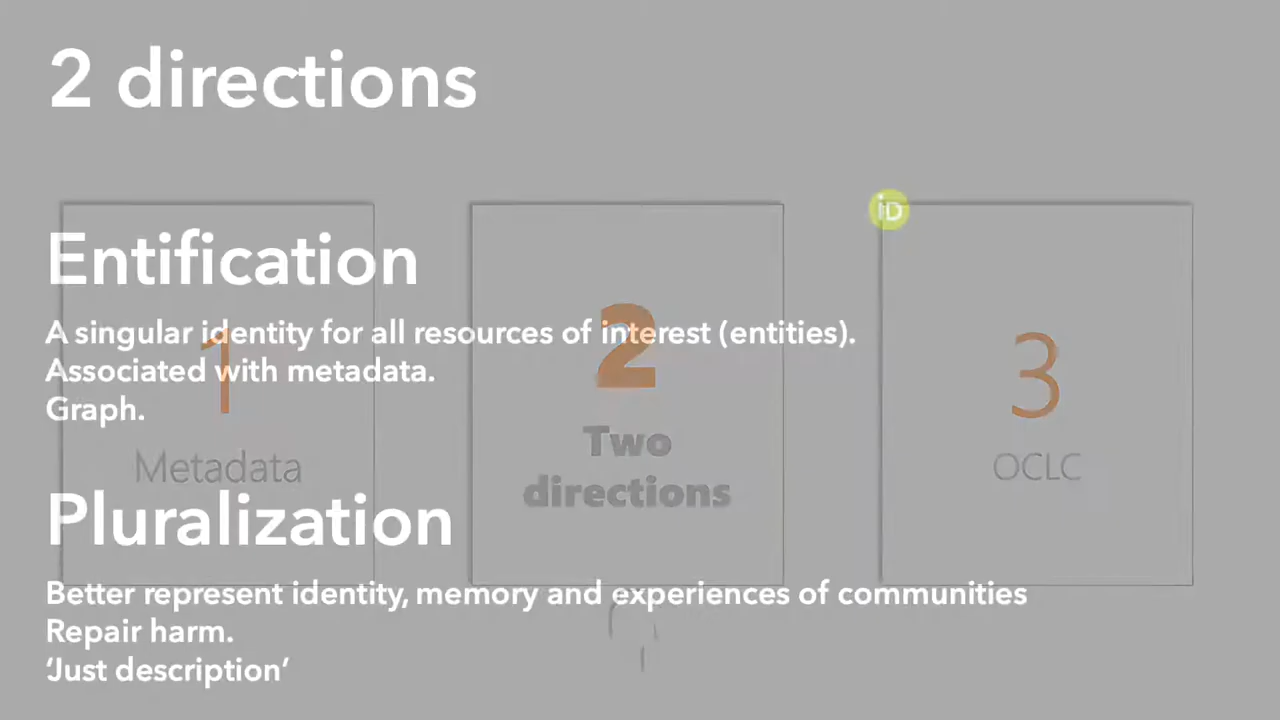 2 directions
iD
Entification
A singular identity for all resources of interest (entities).
Associated with metadata.
Graph.
1
Metadata
2
Two
directions
3
OCLC
Pluralization
Better represent identity, memory and experiences of communities
Repair harm.
‘Just description’